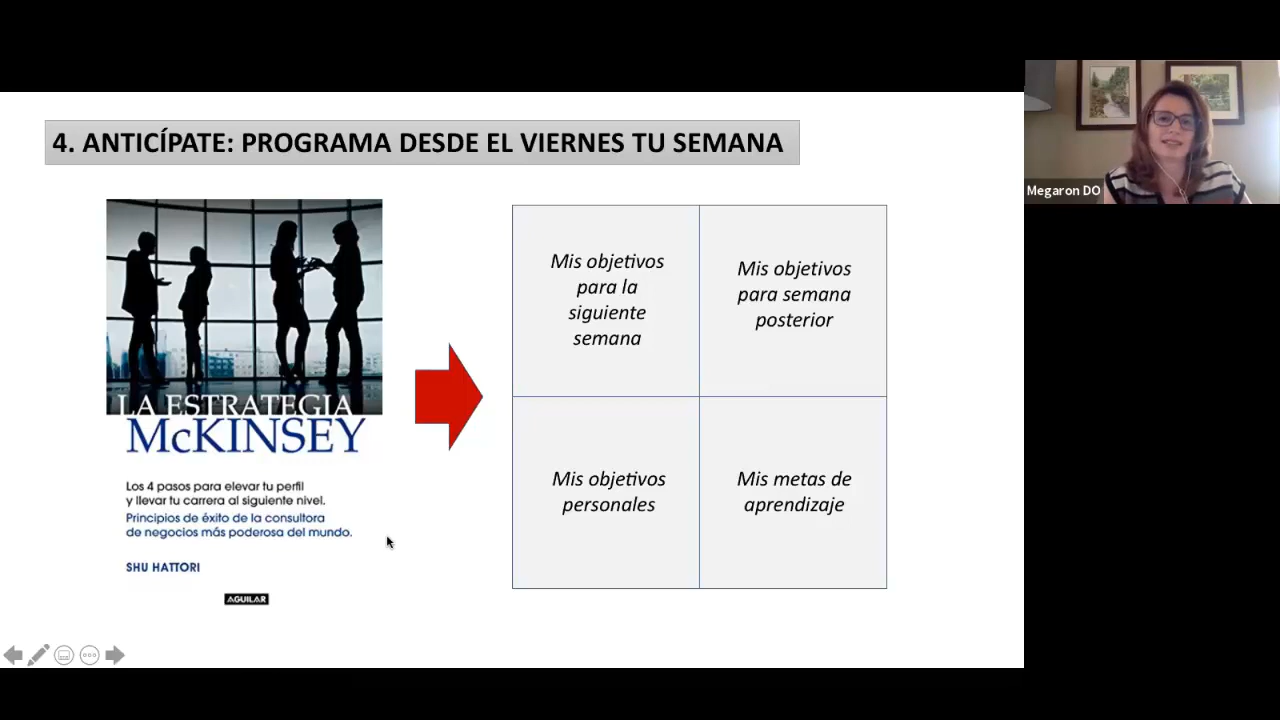 4. ANTICÍPATE: PROGRAMA DESDE EL VIERNES TU SEMANA
Megaron DO
LA ESTRATEGIA
McKINSEY
Los 4 pasos para elevar tu perfil
y llevar tu carrera al siguiente nivel.
Principios de éxito de la consultora
de negocios más poderosa del mundo.
SHU HATTORI
AGUILAR
Mis objetivos
para la
siguiente
semana
Mis objetivos
para semana
posterior
Mis objetivos
personales
Mis metas de
aprendizaje